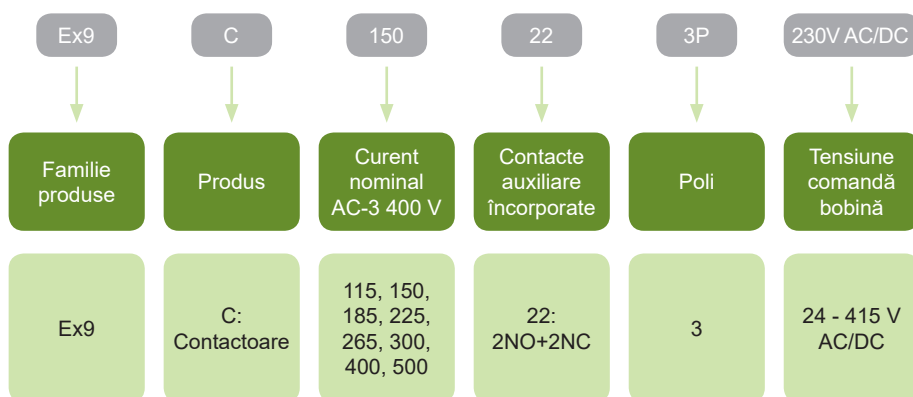 Ex9
C
150
22
3P
230V AC/DC
Familie
produse
Produs
Curent
nominal
AC-3 400 V
Contacte
auxiliare
încorporate
Poli
Tensiune
comandă
bobină
Ex9
C:
Contactoare
115, 150,
185, 225,
265, 300,
400, 500
22:
2NO+2NC
3
24 - 415 V
AC/DC